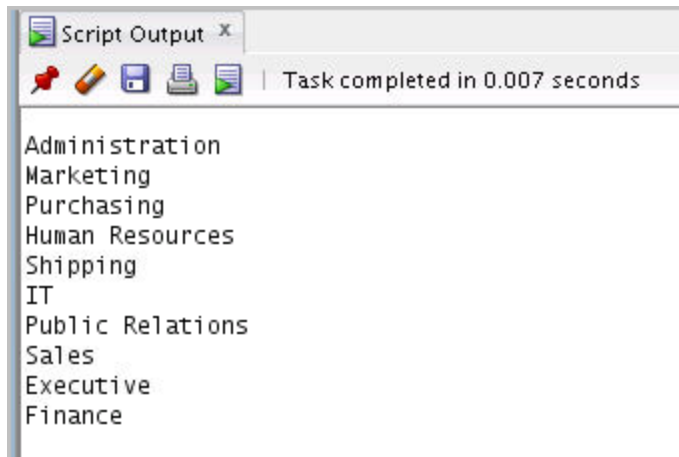 Script Output x
Task completed in 0.007 seconds
Administration
Marketing
Purchasing
Human Resources
Shipping
IT
Public Relations
Sales
Executive
Finance